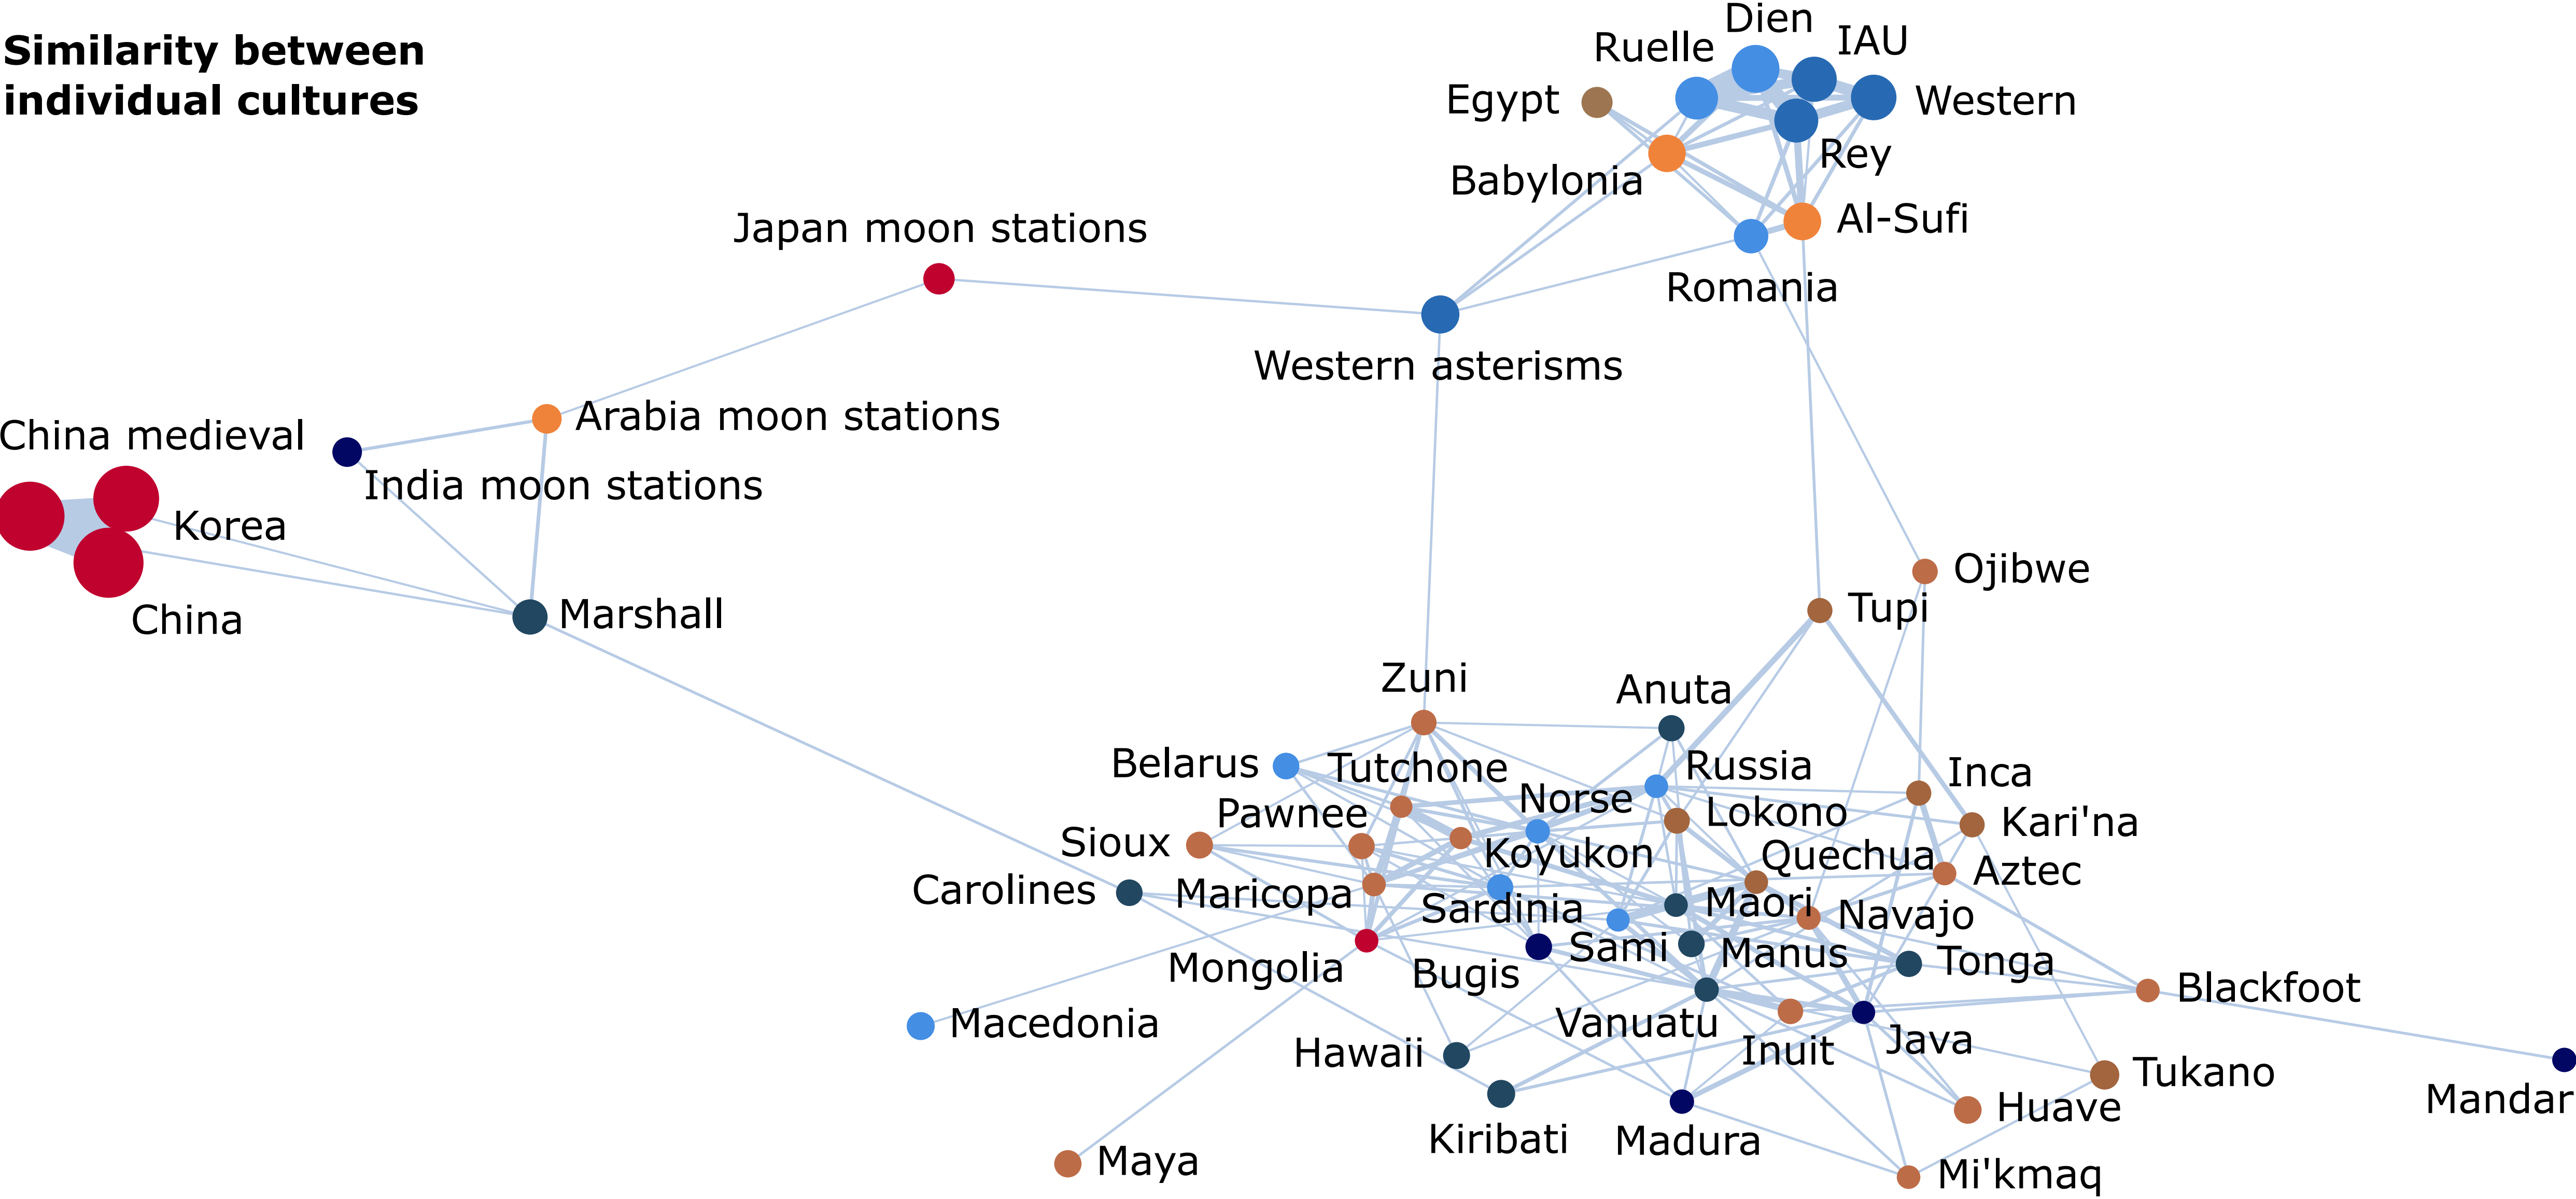 Similarity between
individual cultures
Dien
IAU
Ruelle
Egypt
Western
Rey
Babylonia
Al-Sufi
Japan moon stations
Romania
Western asterisms
Arabia moon stations
China medieval
India moon stations
Korea
China
Marshall
Ojibwe
Tupi
Zuni
Anuta
Belarus
Tutchone
Russia
Inca
Pawnee
Norse
Lokono
Kari'na
Sioux
Koyukon
Quechua
Aztec
Carolines
Maricopa
Sardinia
Maori
Navajo
Mongolia
Bugis
Sami
Manus
Tonga
Blackfoot
Macedonia
Vanuatu
Hawaii
Inuit
Java
Tukano
Mandar
Huave
Kiribati
Madura
Maya
Mi'kmaq